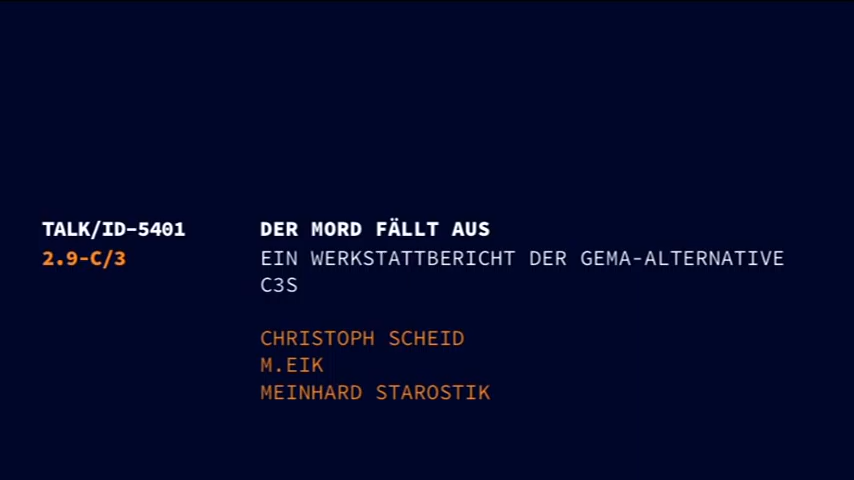 TALK/ID-5401
2.9-C/3
DER MORD FÄLLT AUS
EIN WERKSTATTBERICHT DER GEMA-ALTERNATIVE
C3S
CHRISTOPH SCHEID
M.EIK
MEINHARD STAROSTIK